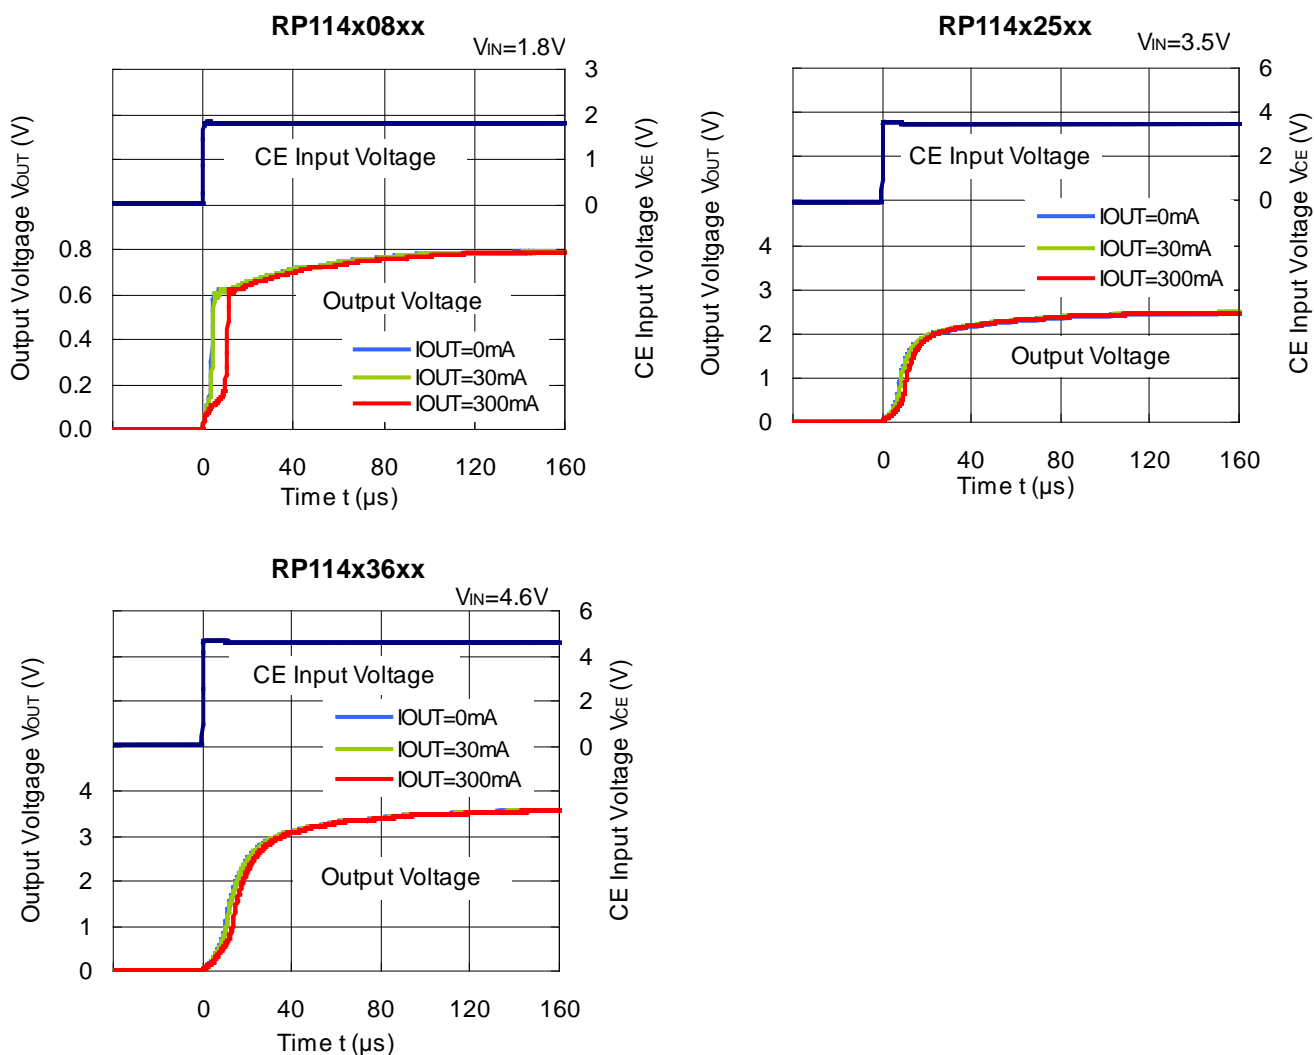 RP114x08xx
VIN=1.8V
Output Voltgage VOUT (V)
0.8
0.6
0.4
0.2
0.0
3
2
1
0
CE Input Voltage VCE (V)
CE Input Voltage
Output Voltage
IOUT=0mA
IOUT=30mA
IOUT=300mA
0 40 80 120 160
Time t (µs)
RP114x25xx
VIN=3.5V
Output Voltgage VOUT (V)
4
3
2
1
0
6
4
2
0
CE Input Voltage VCE (V)
CE Input Voltage
IOUT=0mA
IOUT=30mA
IOUT=300mA
Output Voltage
0 40 80 120 160
Time t (µs)
RP114x36xx
VIN=4.6V
Output Voltgage VOUT (V)
4
3
2
1
0
6
4
2
0
CE Input Voltage VCE (V)
CE Input Voltage
IOUT=0mA
IOUT=30mA
IOUT=300mA
Output Voltage
0 40 80 120 160
Time t (µs)